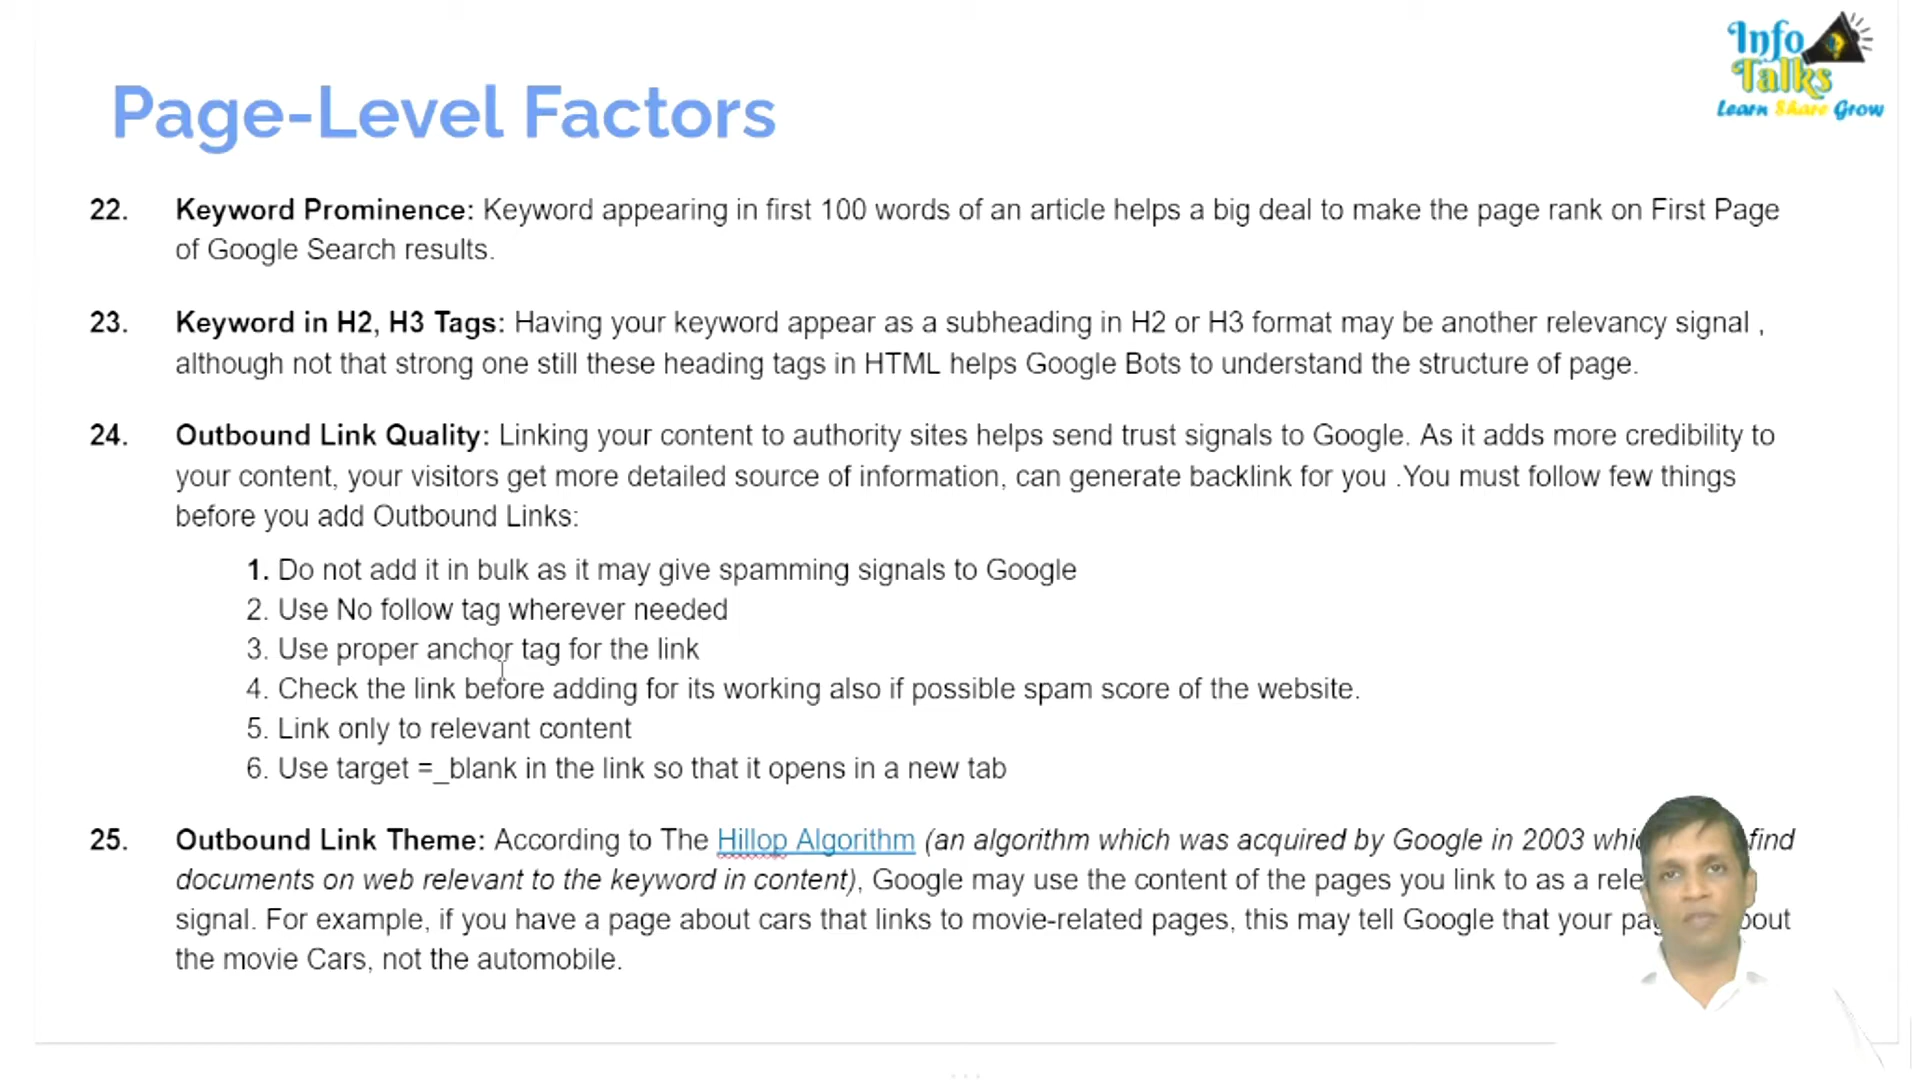 Info
Talks
Learn Share Grow
Page-Level Factors
22. Keyword Prominence: Keyword appearing in first 100 words of an article helps a big deal to make the page rank on First Page
of Google Search results.
23. Keyword in H2, H3 Tags: Having your keyword appear as a subheading in H2 or H3 format may be another relevancy signal ,
although not that strong one still these heading tags in HTML helps Google Bots to understand the structure of page.
24. Outbound Link Quality: Linking your content to authority sites helps send trust signals to Google. As it adds more credibility to
your content, your visitors get more detailed source of information, can generate backlink for you .You must follow few things
before you add Outbound Links:
1. Do not add it in bulk as it may give spamming signals to Google
2. Use No follow tag wherever needed
3. Use proper anchor tag for the link
4. Check the link before adding for its working also if possible spam score of the website.
5. Link only to relevant content
6. Use target =_blank in the link so that it opens in a new tab
25. Outbound Link Theme: According to The Hillop Algorithm (an algorithm which was acquired by Google in 2003 find
documents on web relevant to the keyword in content), Google may use the content of the pages you link to as a
signal. For example, if you have a page about cars that links to movie-related pages, this may tell Google that your
the movie Cars, not the automobile.